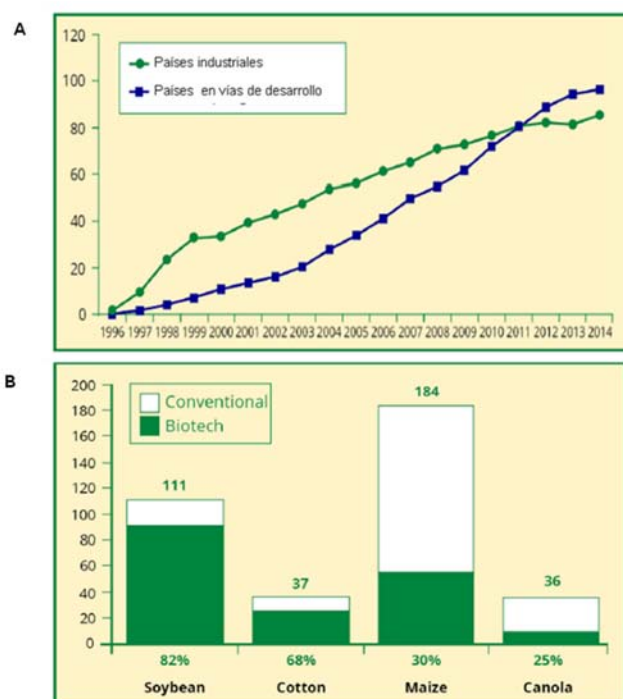 A
120
100
80
60
40
20
0
Países industriales
Países en vías de desarrollo
1996 1997 1998 1999 2000 2001 2002 2003 2004 2005 2006 2007 2008 2009 2010 2011 2012 2013 2014
B
200
180
160
140
120
100
80
60
40
20
0
Conventional
Biotech
111
37
184
36
82% 68% 30% 25%
Soybean Cotton Maize Canola